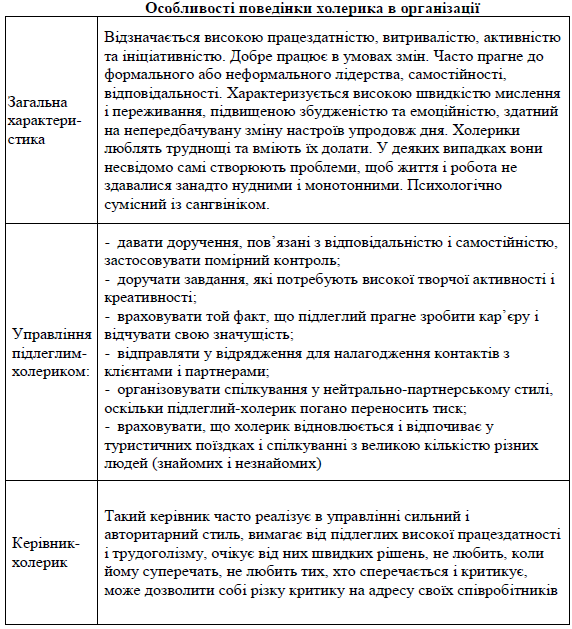 Особливості поведінки холерика в організації
Загальна
характери-
стика
Відзначається високою працездатністю, витривалістю, активністю
та ініціативністю. Добре працює в умовах змін. Часто прагне до
формального або неформального лідерства, самостійності,
відповідальності. Характеризується високою швидкістю мислення
і переживання, підвищеною збудженістю та емоційністю, здатний
на непередбачувану зміну настроїв упродовж дня. Холерики
люблять труднощі та вміють їх долати. У деяких випадках вони
несвідомо самі створюють проблеми, щоб життя і робота не
здавалися занадто нудними і монотонними. Психологічно
сумісний із сангвініком.
Управління
підлеглим-
холериком:
- давати доручення, пов’язані з відповідальністю і самостійністю,
застосовувати помірний контроль;
- доручати завдання, які потребують високої творчої активності і
креативності;
- враховувати той факт, що підлеглий прагне зробити кар’єру і
відчувати свою значущість;
- відправляти у відрядження для налагодження контактів з
клієнтами і партнерами;
- організовувати спілкування у нейтрально-партнерському стилі,
оскільки підлеглий-холерик погано переносить тиск;
- враховувати, що холерик відновлюється і відпочиває у
туристичних поїздках і спілкуванні з великою кількістю різних
людей (знайомих і незнайомих)
Керівник-
холерик
Такий керівник часто реалізує в управлінні сильний і
авторитарний стиль, вимагає від підлеглих високої працездатності
і трудоголізму, очікує від них швидких рішень, не любить, коли
йому суперечать, не любить тих, хто сперечається і критикує,
може дозволити собі різку критику на адресу своїх співробітників